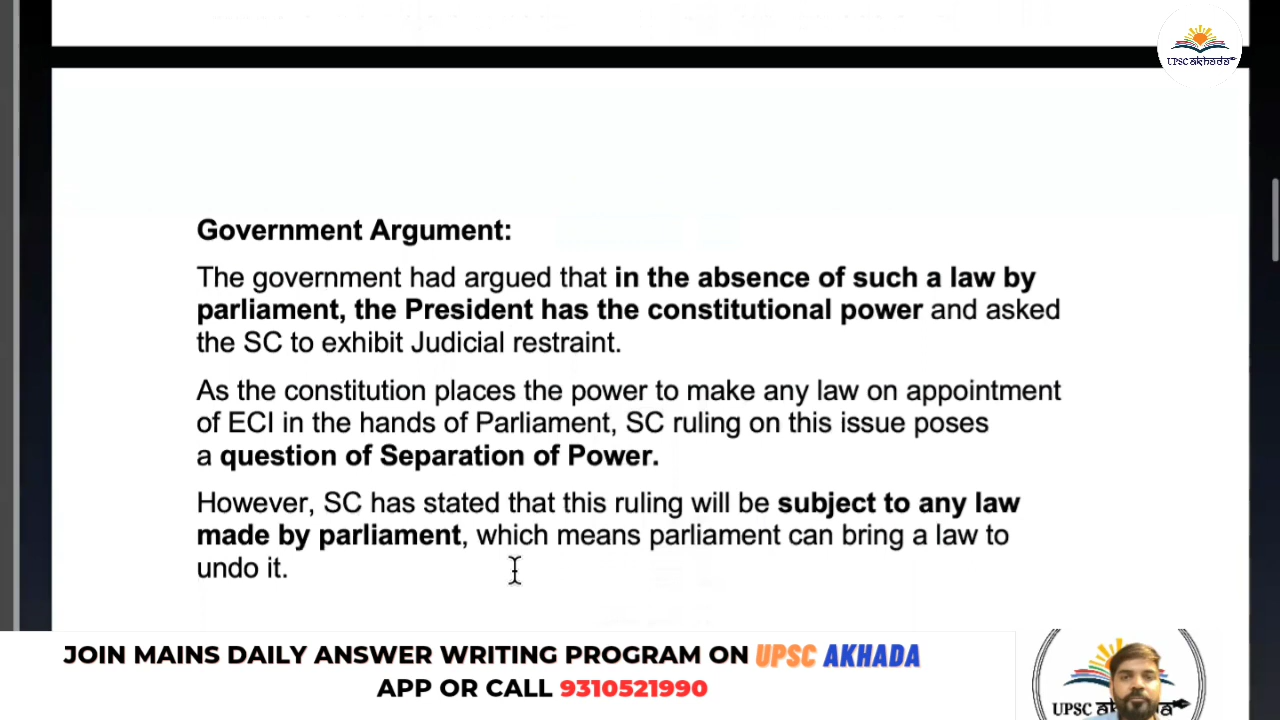 UPSC akhada
Government Argument:
The government had argued that in the absence of such a law by
parliament, the President has the constitutional power and asked
the SC to exhibit Judicial restraint.
As the constitution places the power to make any law on appointment
of ECI in the hands of Parliament, SC ruling on this issue poses
a question of Separation of Power.
However, SC has stated that this ruling will be subject to any law
made by parliament, which means parliament can bring a law to
undo it.
JOIN MAINS DAILY ANSWER WRITING PROGRAM ON UPSC AKHADA
APP OR CALL 9310521990
UPSC